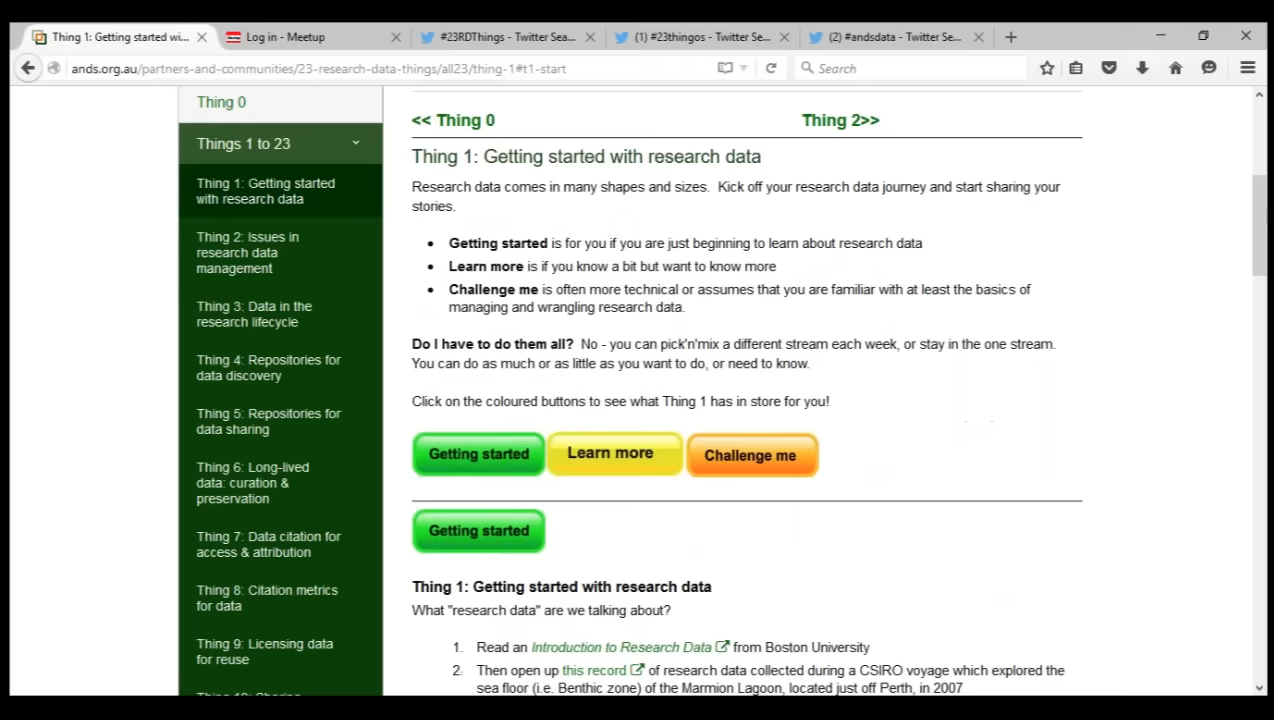 Thing 1: Getting started wi...
Log in - Meetup
#23RDThings - Twitter Sea...
(1) #23thingos - Twitter Se...
(2) #andsdata - Twitter Se...
ands.org.au/partners-and-communities/23-research-data-things/all23/thing-1#t1-start
Search
Thing 0
Things 1 to 23
Thing 1: Getting started
with research data
Thing 2: Issues in
research data
management
Thing 3: Data in the
research lifecycle
Thing 4: Repositories for
data discovery
Thing 5: Repositories for
data sharing
Thing 6: Long-lived
data: curation &
preservation
Thing 7: Data citation for
access & attribution
Thing 8: Citation metrics
for data
Thing 9: Licensing data
for reuse
<< Thing 0
Thing 2>>
Thing 1: Getting started with research data
Research data comes in many shapes and sizes. Kick off your research data journey and start sharing your
stories.
• Getting started is for you if you are just beginning to learn about research data
• Learn more is if you know a bit but want to know more
• Challenge me is often more technical or assumes that you are familiar with at least the basics of
managing and wrangling research data.
Do I have to do them all? No - you can pick'n'mix a different stream each week, or stay in the one stream.
You can do as much or as little as you want to do, or need to know.
Click on the coloured buttons to see what Thing 1 has in store for you!
Getting started
Learn more
Challenge me
Getting started
Thing 1: Getting started with research data
What "research data" are we talking about?
1. Read an Introduction to Research Data from Boston University
2. Then open up this record of research data collected during a CSIRO voyage which explored the
sea floor (i.e. Benthic zone) of the Marmion Lagoon, located just off Perth, in 2007